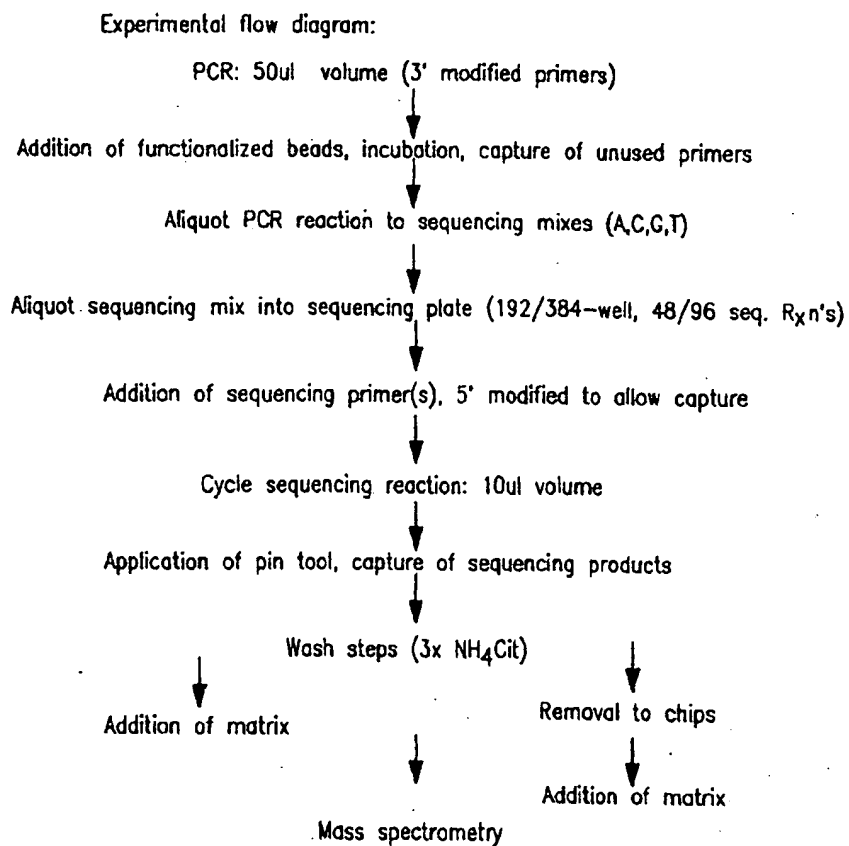 Experimental flow diagram:
PCR: 50ul volume (3' modified primers)
Addition of functionalized beads, incubation, capture of unused primers
Aliquot PCR reaction to sequencing mixes (A,C,G,T)
Aliquot sequencing mix into sequencing plate (192/384-well, 48/96 seq. RXn's)
Addition of sequencing primer(s), 5' modified to allow capture
Cycle sequencing reaction: 10ul volume
Application of pin tool, capture of sequencing products
Wash steps (3x NH4Cit)
Addition of matrix
Removal to chips
Addition of matrix
Mass spectrometry